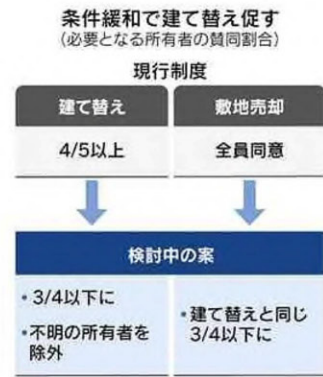 条件緩和で建て替え促す
（必要となる所有者の賛同割合）
現行制度
建て替え
敷地売却
4/5以上
全員同意
検討中の案
・3/4以下に
・不明の所有者を
除外
・建て替えと同じ
3/4以下に